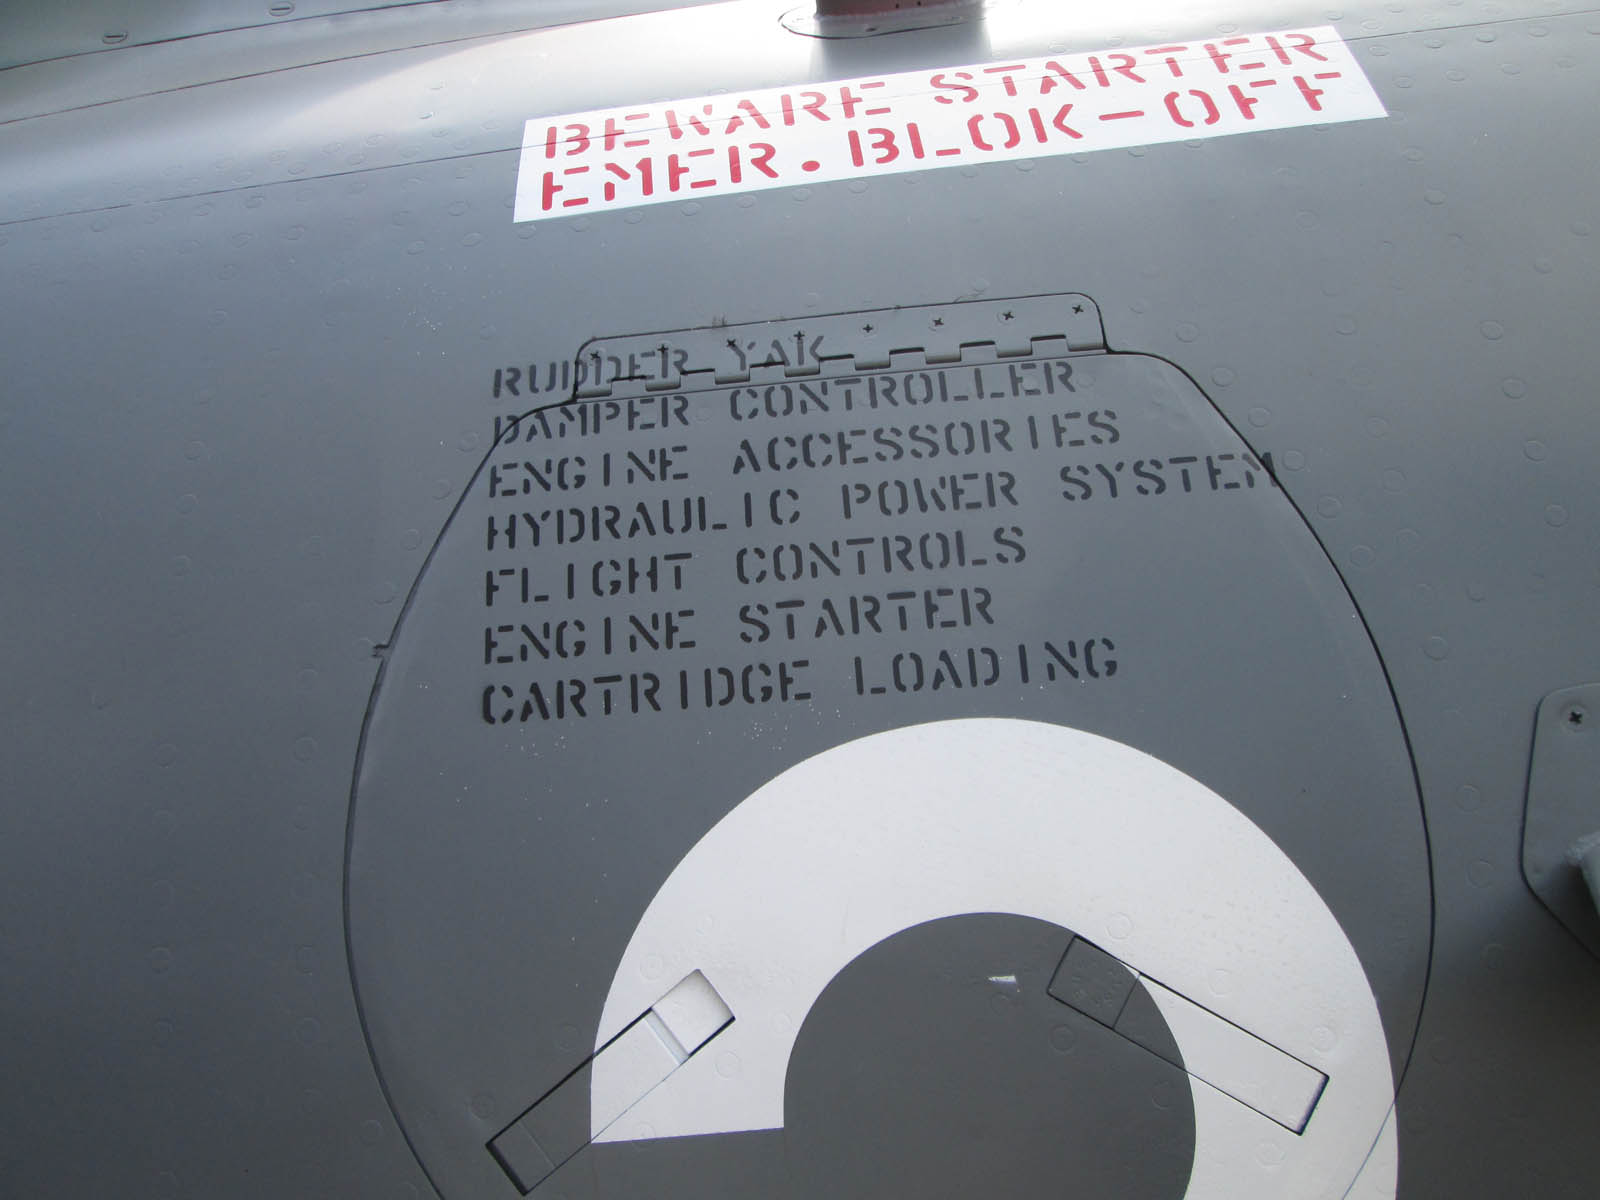 BEWARE STARTER
EMER. BLOK-OFF
RUDDER YAK
DAMPER CONTROLLER
ENGINE ACCESSORIES
HYDRAULIC POWER SYSTEM
FLIGHT CONTROLS
ENGINE STARTER
CARTRIDGE LOADING